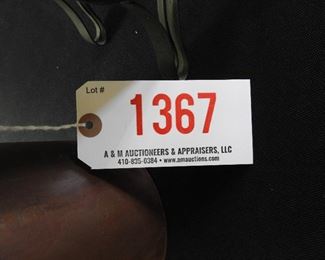 Lot #
1367
A & M AUCTIONEERS & APPRAISERS, LLC
410-835-0384 • www.amauctions.com